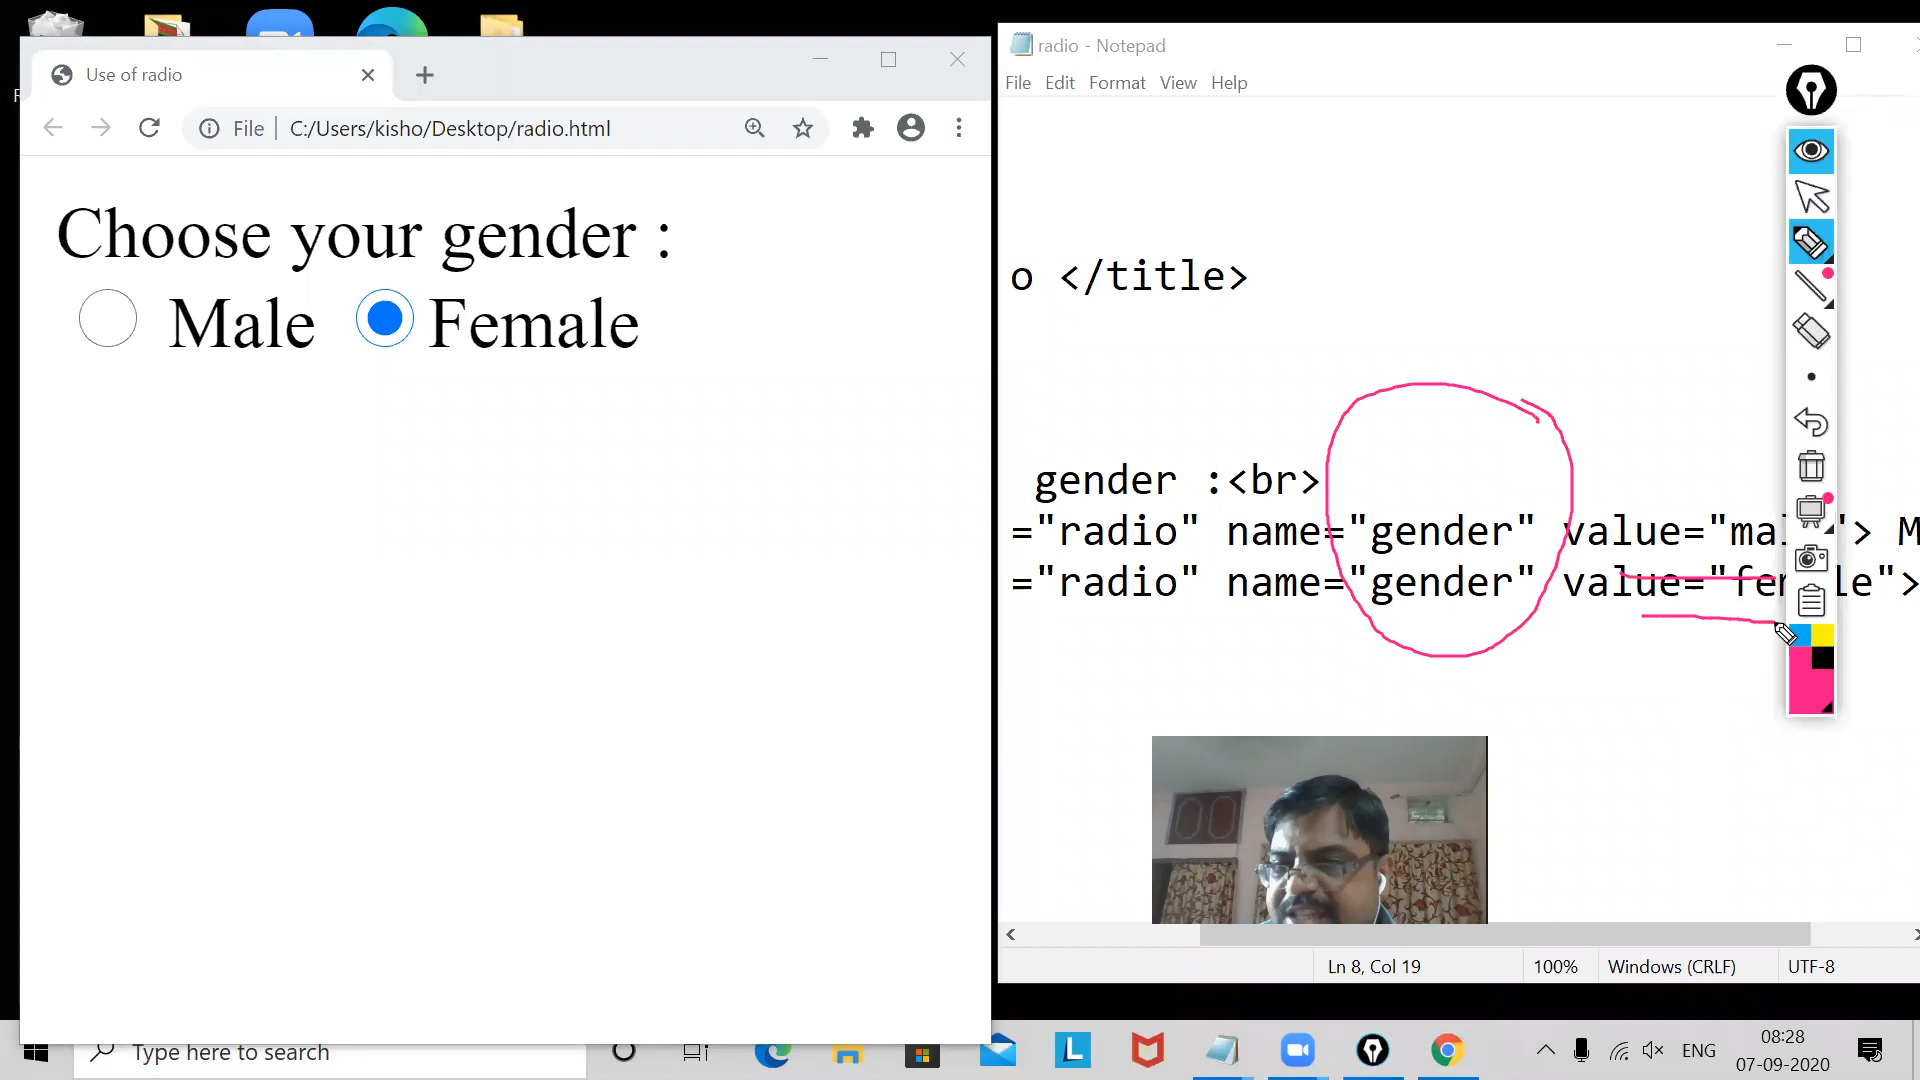 Use of radio
File
C:/Users/kisho/Desktop/radio.html
Choose your gender :
Male Female
radio - Notepad
File Edit Format View Help
o </title>
gender :<br>
="radio" name="gender" value="mal"> M
="radio" name="gender" value="fem le">
Ln 8, Col 19
100%
Windows (CRLF)
UTF-8
Type here to search
L
ENG
08:28
07-09-2020